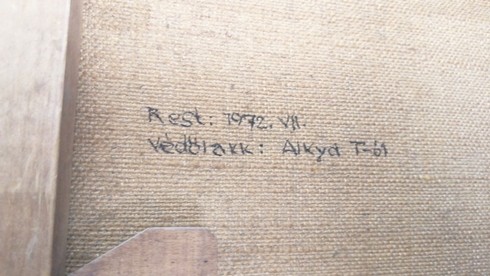 Rest: 1972. VII.
Védőlakk: Alkyd T-61